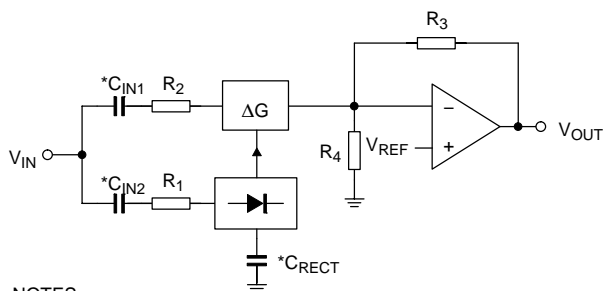 R3
*CIN1
R2
ΔG
VIN
R4
VREF
−
+
VOUT
*CIN2
R1
*CRECT
NOTES